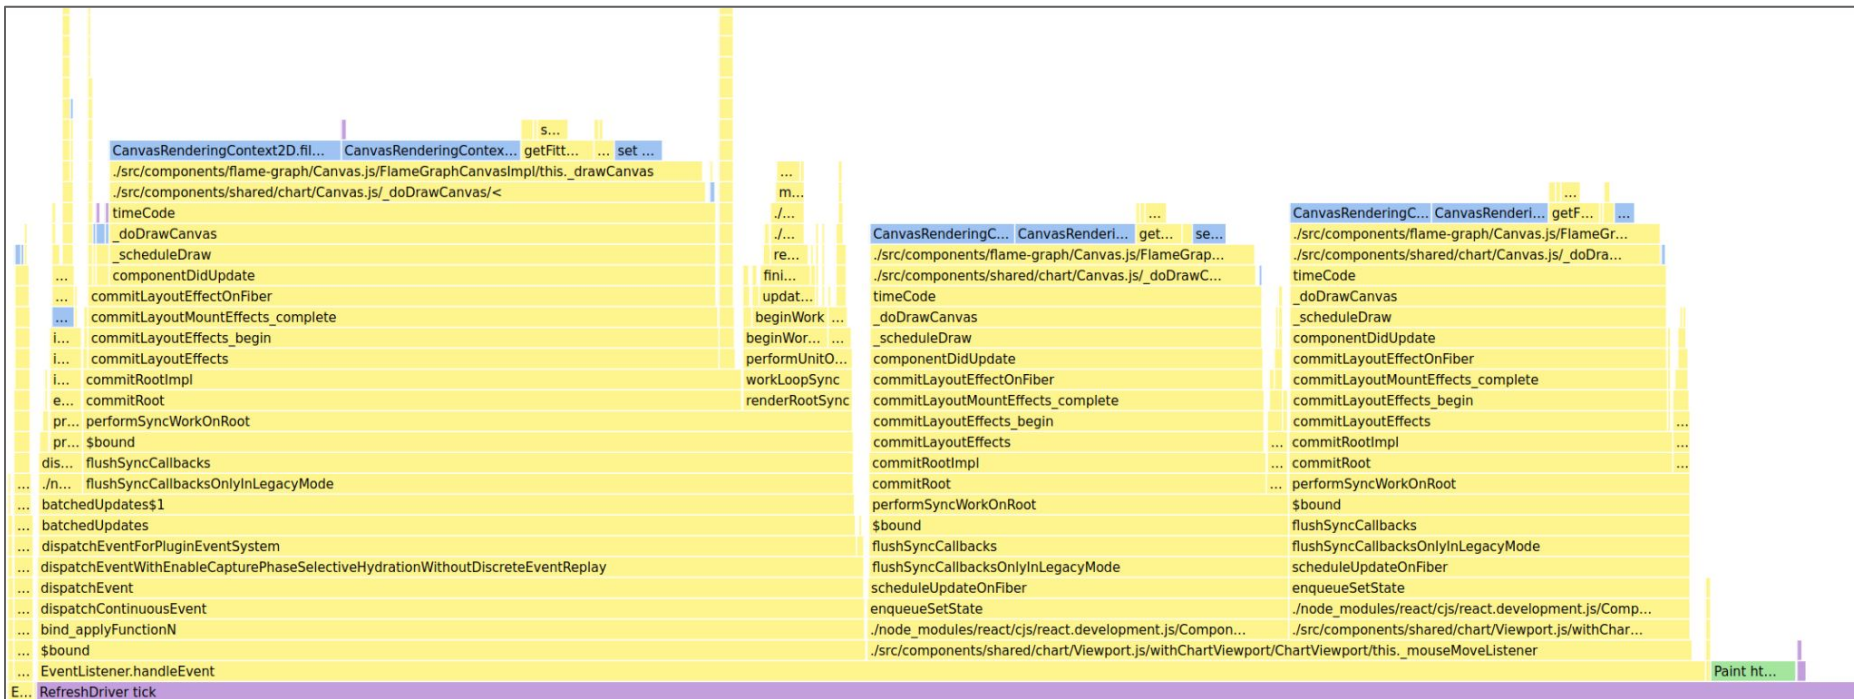 s...
CanvasRenderingContext2D.fil... CanvasRenderingContex... getFitt... ... set ...
./src/components/flame-graph/Canvas.js/FlameGraphCanvasImpl/this._drawCanvas ...
./src/components/shared/chart/Canvas.js/_doDrawCanvas/< m... ...
timeCode ./... ... CanvasRenderingC... CanvasRenderi... getF... ...
_doDrawCanvas ./... CanvasRenderingC... CanvasRenderi... get... se... ./src/components/flame-graph/Canvas.js/FlameGr...
_scheduleDraw re... ./src/components/flame-graph/Canvas.js/FlameGrap... ./src/components/shared/chart/Canvas.js/_doDra...
... componentDidUpdate fini... ./src/components/shared/chart/Canvas.js/_doDrawC... timeCode
... commitLayoutEffectOnFiber updat... timeCode _doDrawCanvas
... commitLayoutMountEffects_complete beginWork ... _doDrawCanvas _scheduleDraw
i... commitLayoutEffects_begin beginWor... ... _scheduleDraw componentDidUpdate
i... commitLayoutEffects performUnitO... componentDidUpdate commitLayoutEffectOnFiber
i... commitRootImpl workLoopSync commitLayoutEffectOnFiber commitLayoutMountEffects_complete
e... commitRoot renderRootSync commitLayoutMountEffects_complete commitLayoutEffects_begin
pr... performSyncWorkOnRoot commitLayoutEffects_begin commitLayoutEffects ...
pr... $bound commitLayoutEffects ... commitRootImpl ...
dis... flushSyncCallbacks commitRootImpl ... commitRoot ...
... ./n... flushSyncCallbacksOnlyInLegacyMode commitRoot ... performSyncWorkOnRoot
... batchedUpdates$1 performSyncWorkOnRoot $bound
... batchedUpdates $bound flushSyncCallbacks
... dispatchEventForPluginEventSystem flushSyncCallbacks flushSyncCallbacksOnlyInLegacyMode
... dispatchEventWithEnableCapturePhaseSelectiveHydrationWithoutDiscreteEventReplay flushSyncCallbacksOnlyInLegacyMode scheduleUpdateOnFiber
... dispatchEvent scheduleUpdateOnFiber enqueueSetState
... dispatchContinuousEvent enqueueSetState ./node_modules/react/cjs/react.development.js/Comp...
... bind_applyFunctionN ./node_modules/react/cjs/react.development.js/Compon... ./src/components/shared/chart/Viewport.js/withChar...
... $bound ./src/components/shared/chart/Viewport.js/withChartViewport/ChartViewport/this._mouseMoveListener
... EventListener.handleEvent Paint ht...
E... RefreshDriver tick